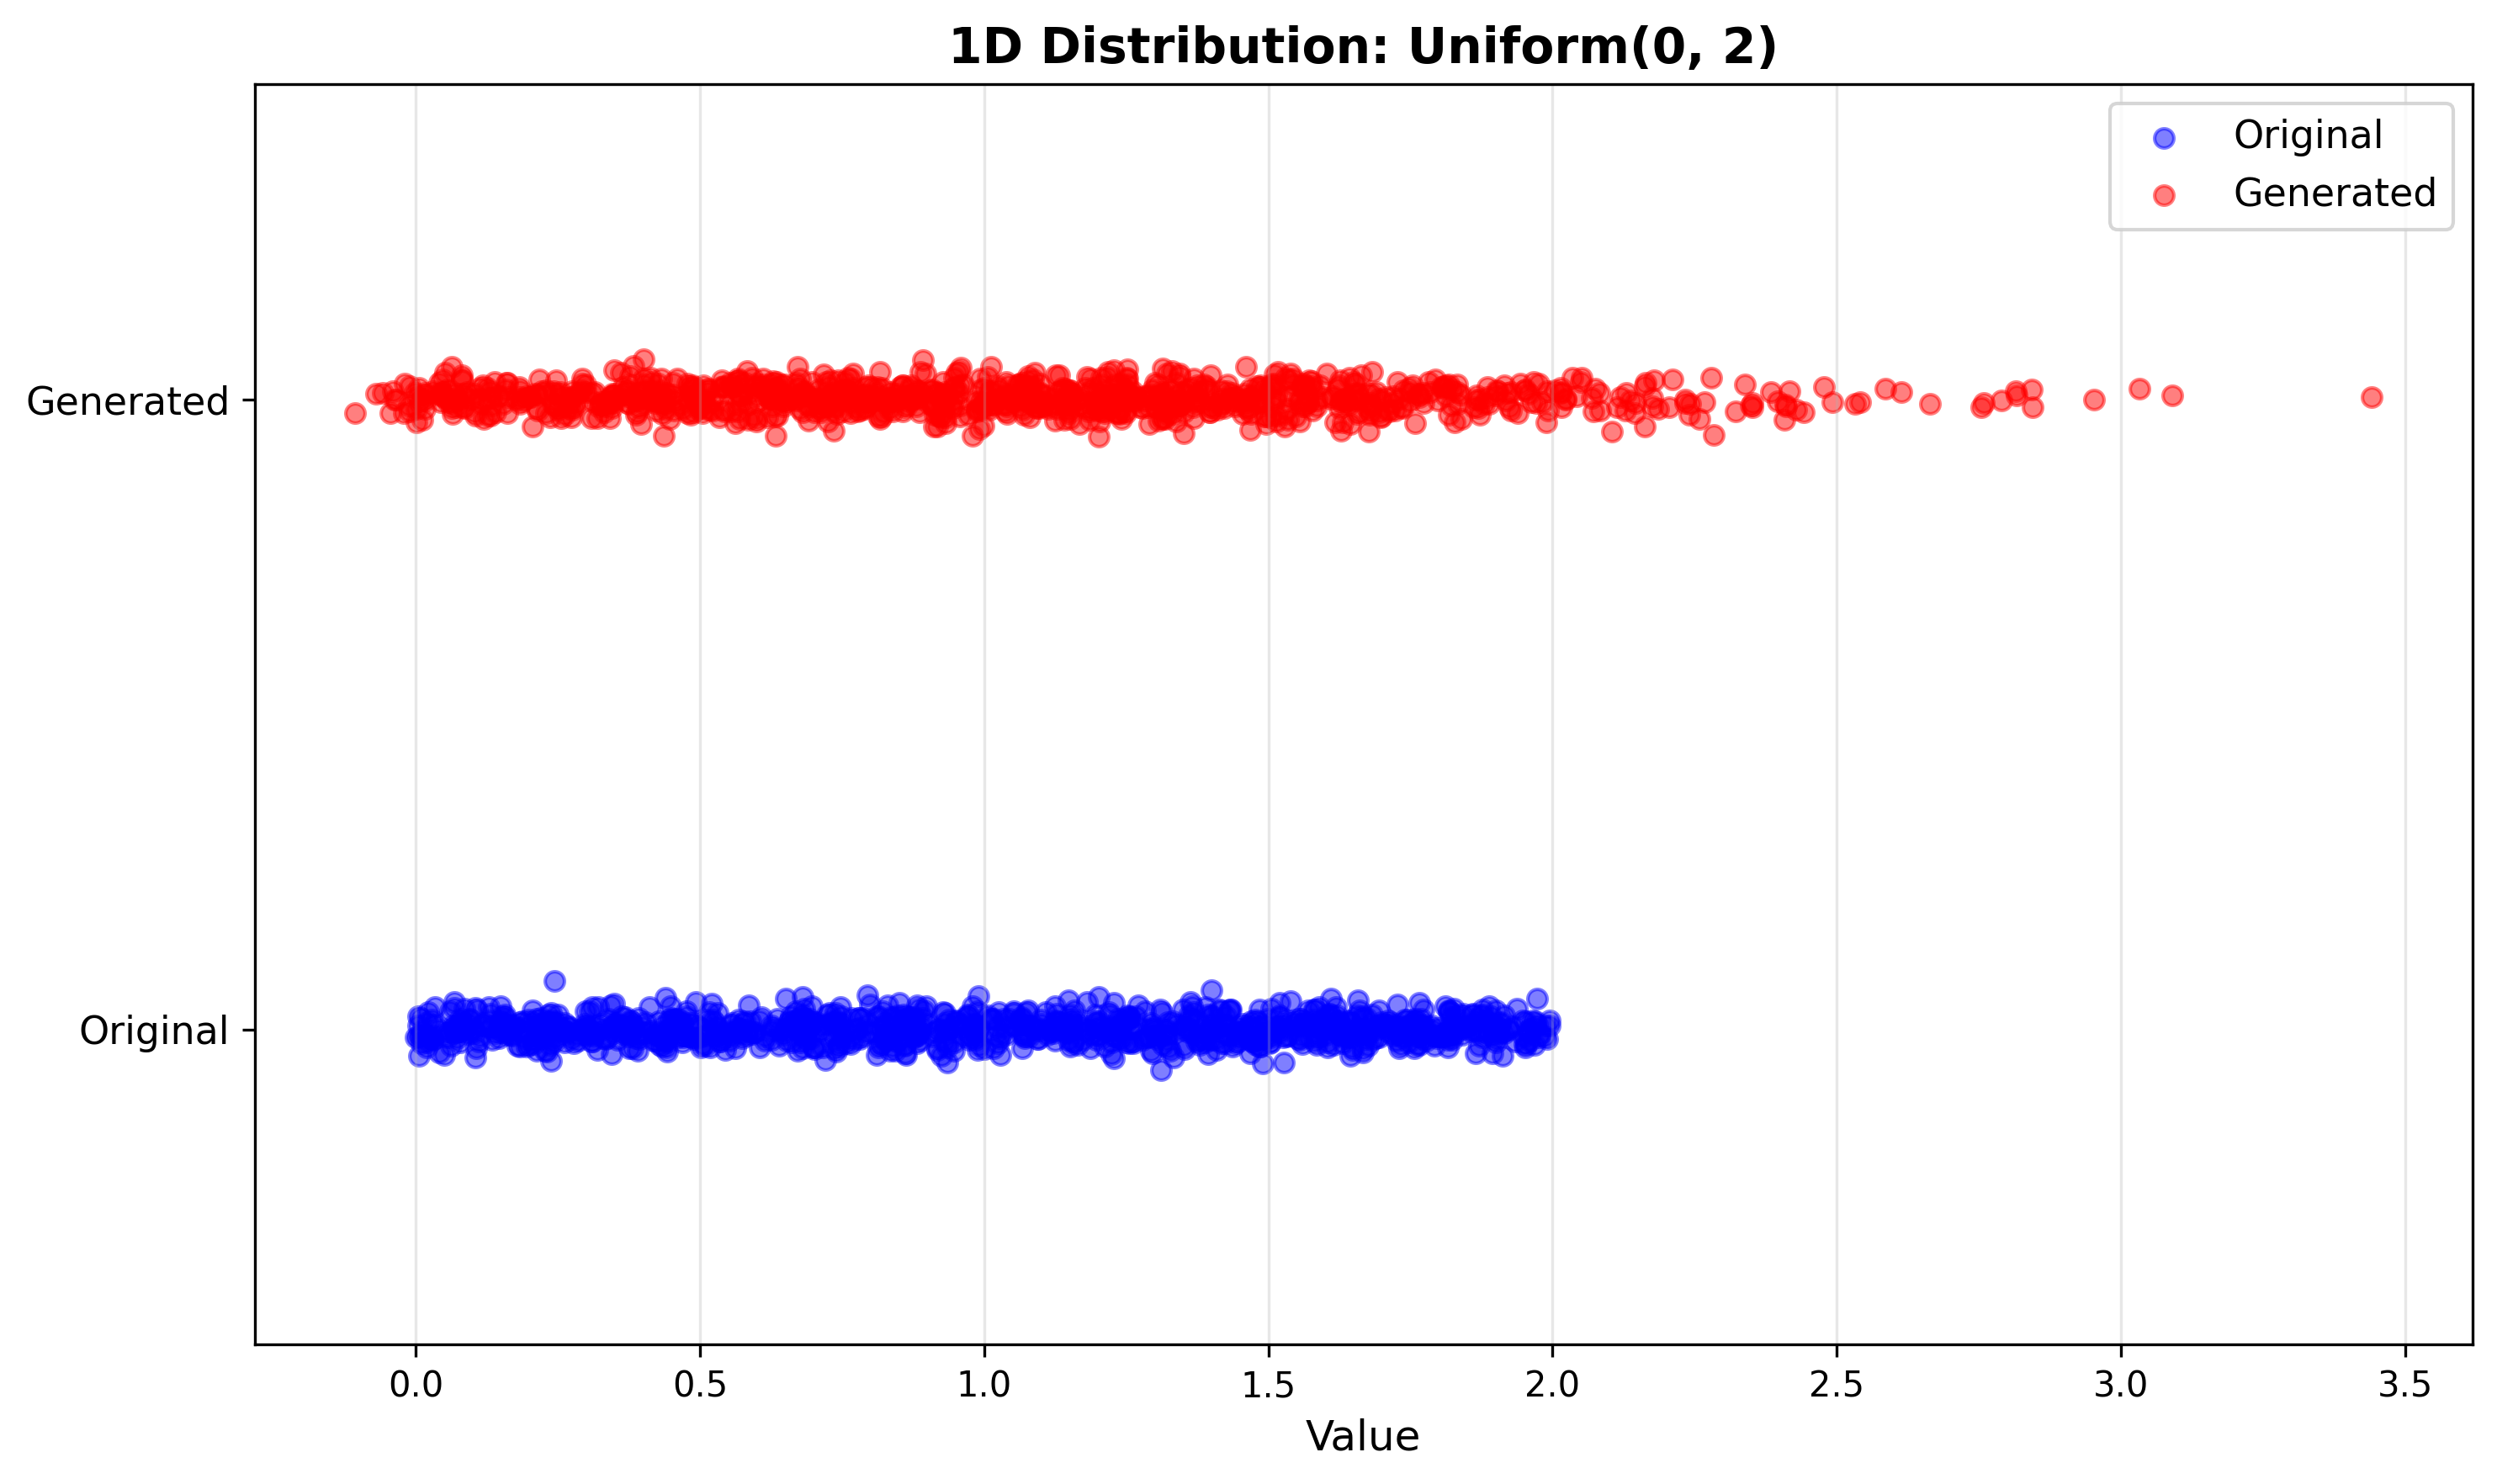 1D Distribution: Uniform(0, 2)
Original
Generated
Generated
Original
0.0 0.5 1.0 1.5 2.0 2.5 3.0 3.5
Value